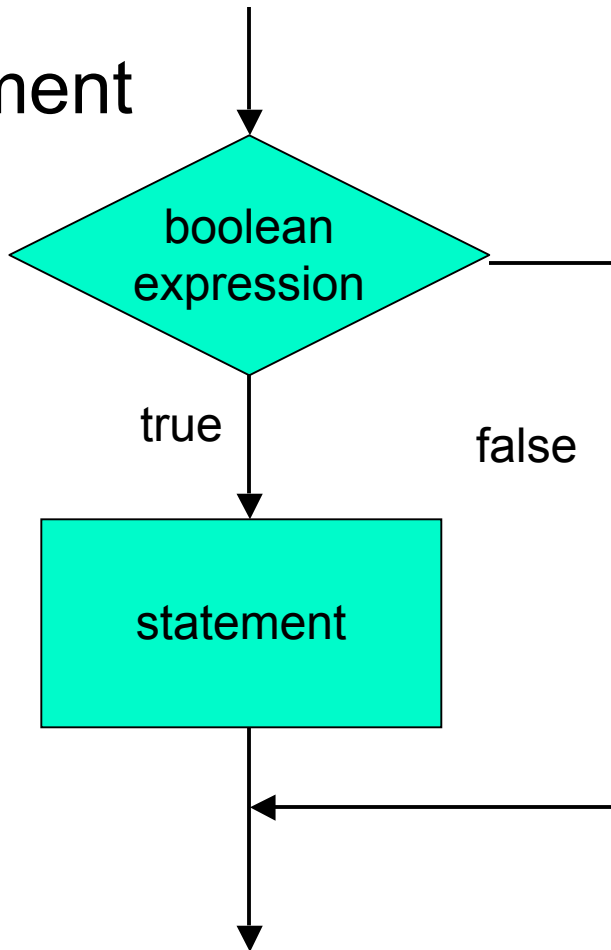 ment
boolean
expression
true
false
statement